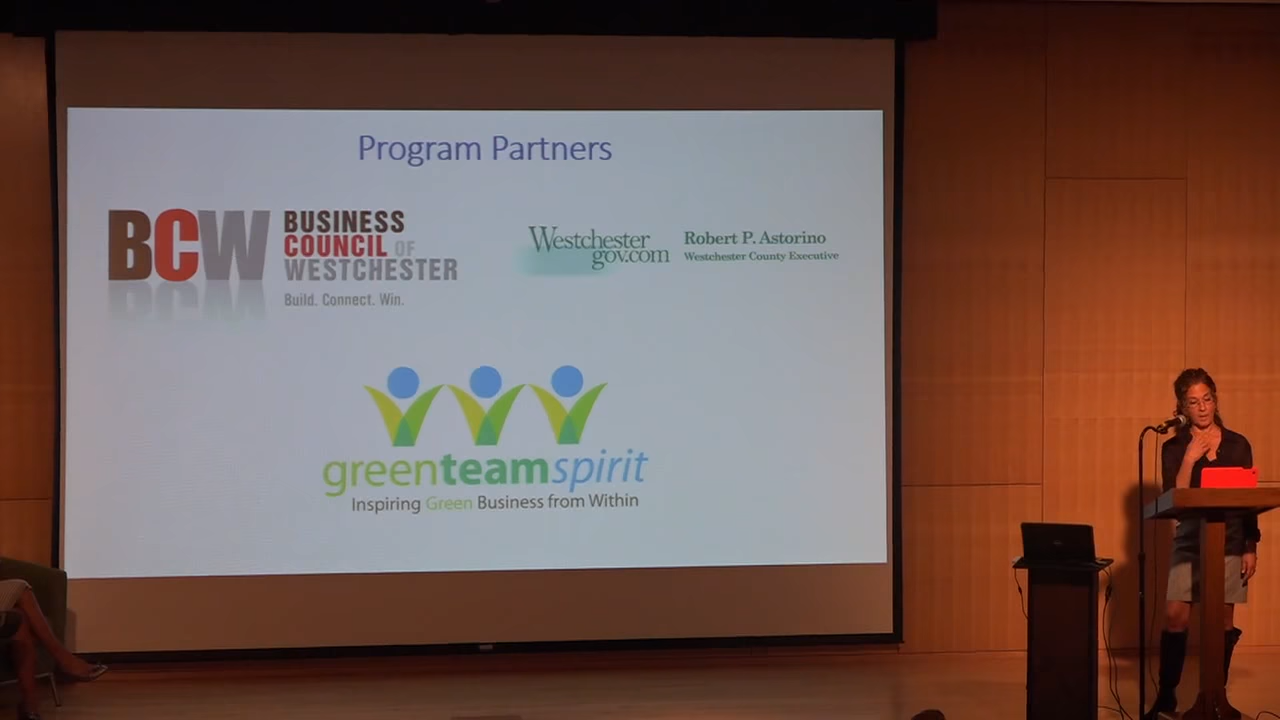 Program Partners
BCW
BUSINESS
COUNCIL OF
WESTCHESTER
Build. Connect. Win.
Westchester
gov.com
Robert P. Astorino
Westchester County Executive
greenteamspirit
Inspiring Green Business from Within